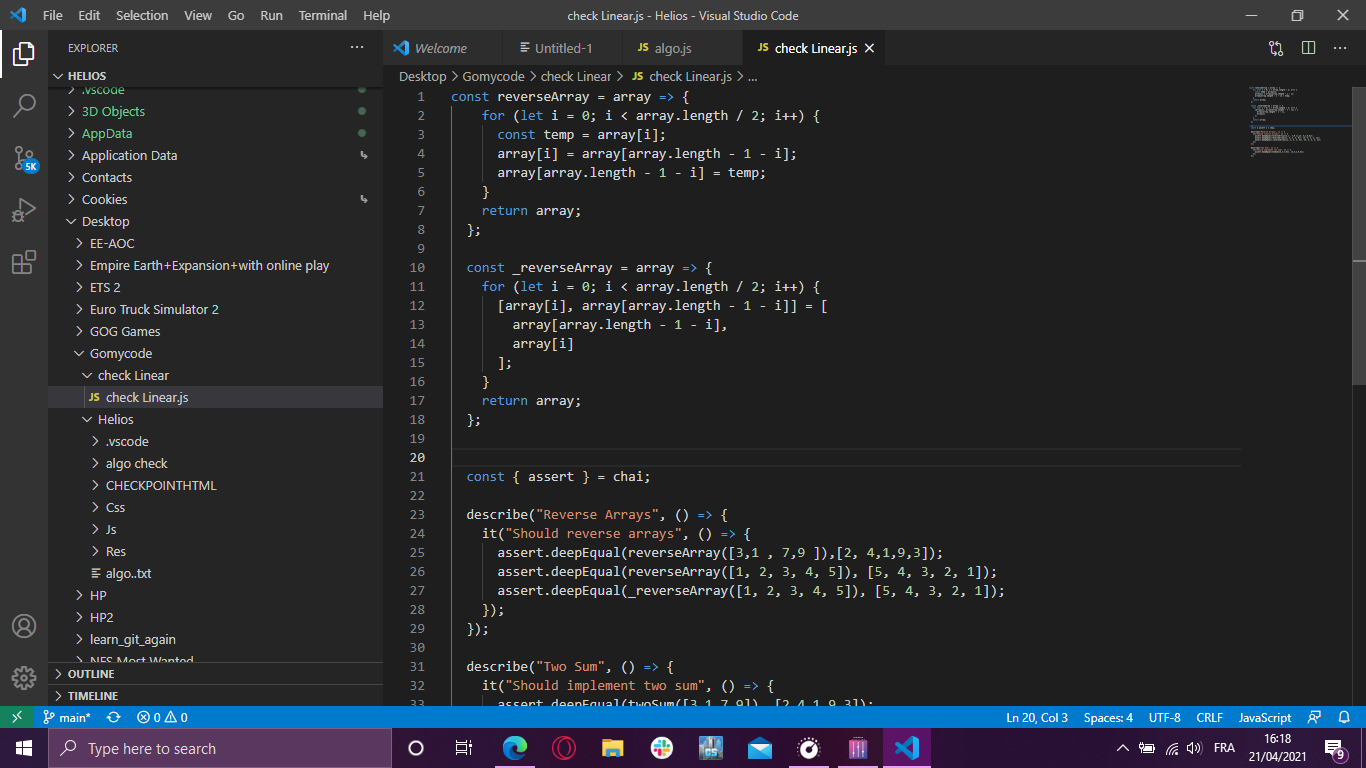 File Edit Selection View Go Run Terminal Help
check Linear.js - Helios - Visual Studio Code
EXPLORER
Welcome
Untitled-1
JS algo.js
JS check Linear.js
HELIOS
.vscode
3D Objects
AppData
Application Data
Contacts
Cookies
Desktop
EE-AOC
Empire Earth+Expansion+with online play
ETS 2
Euro Truck Simulator 2
GOG Games
Gomycode
check Linear
JS check Linear.js
Helios
.vscode
algo check
CHECKPOINTHTML
Css
Js
Res
algo..txt
HP
HP2
learn_git_again
NFS Most Wanted
OUTLINE
TIMELINE
5K
Desktop > Gomycode > check Linear > JS check Linear.js > ...
1 const reverseArray = array => {
2 for (let i = 0; i < array.length / 2; i++) {
3 const temp = array[i];
4 array[i] = array[array.length - 1 - i];
5 array[array.length - 1 - i] = temp;
6 }
7 return array;
8 };
9
10 const _reverseArray = array => {
11 for (let i = 0; i < array.length / 2; i++) {
12 [array[i], array[array.length - 1 - i]] = [
13 array[array.length - 1 - i],
14 array[i]
15 ];
16 }
17 return array;
18 };
19
20
21 const { assert } = chai;
22
23 describe("Reverse Arrays", () => {
24 it("Should reverse arrays", () => {
25 assert.deepEqual(reverseArray([3,1 , 7,9 ]),[2, 4,1,9,3]);
26 assert.deepEqual(reverseArray([1, 2, 3, 4, 5]), [5, 4, 3, 2, 1]);
27 assert.deepEqual(_reverseArray([1, 2, 3, 4, 5]), [5, 4, 3, 2, 1]);
28 });
29 });
30
31 describe("Two Sum", () => {
32 it("Should implement two sum", () => {
33 assert.deepEqual(twoSum([3,1,7,9]), [2,4,1,9,3]);
main* 0 0
Ln 20, Col 3 Spaces: 4 UTF-8 CRLF JavaScript
Type here to search
FRA
16:18
21/04/2021
9